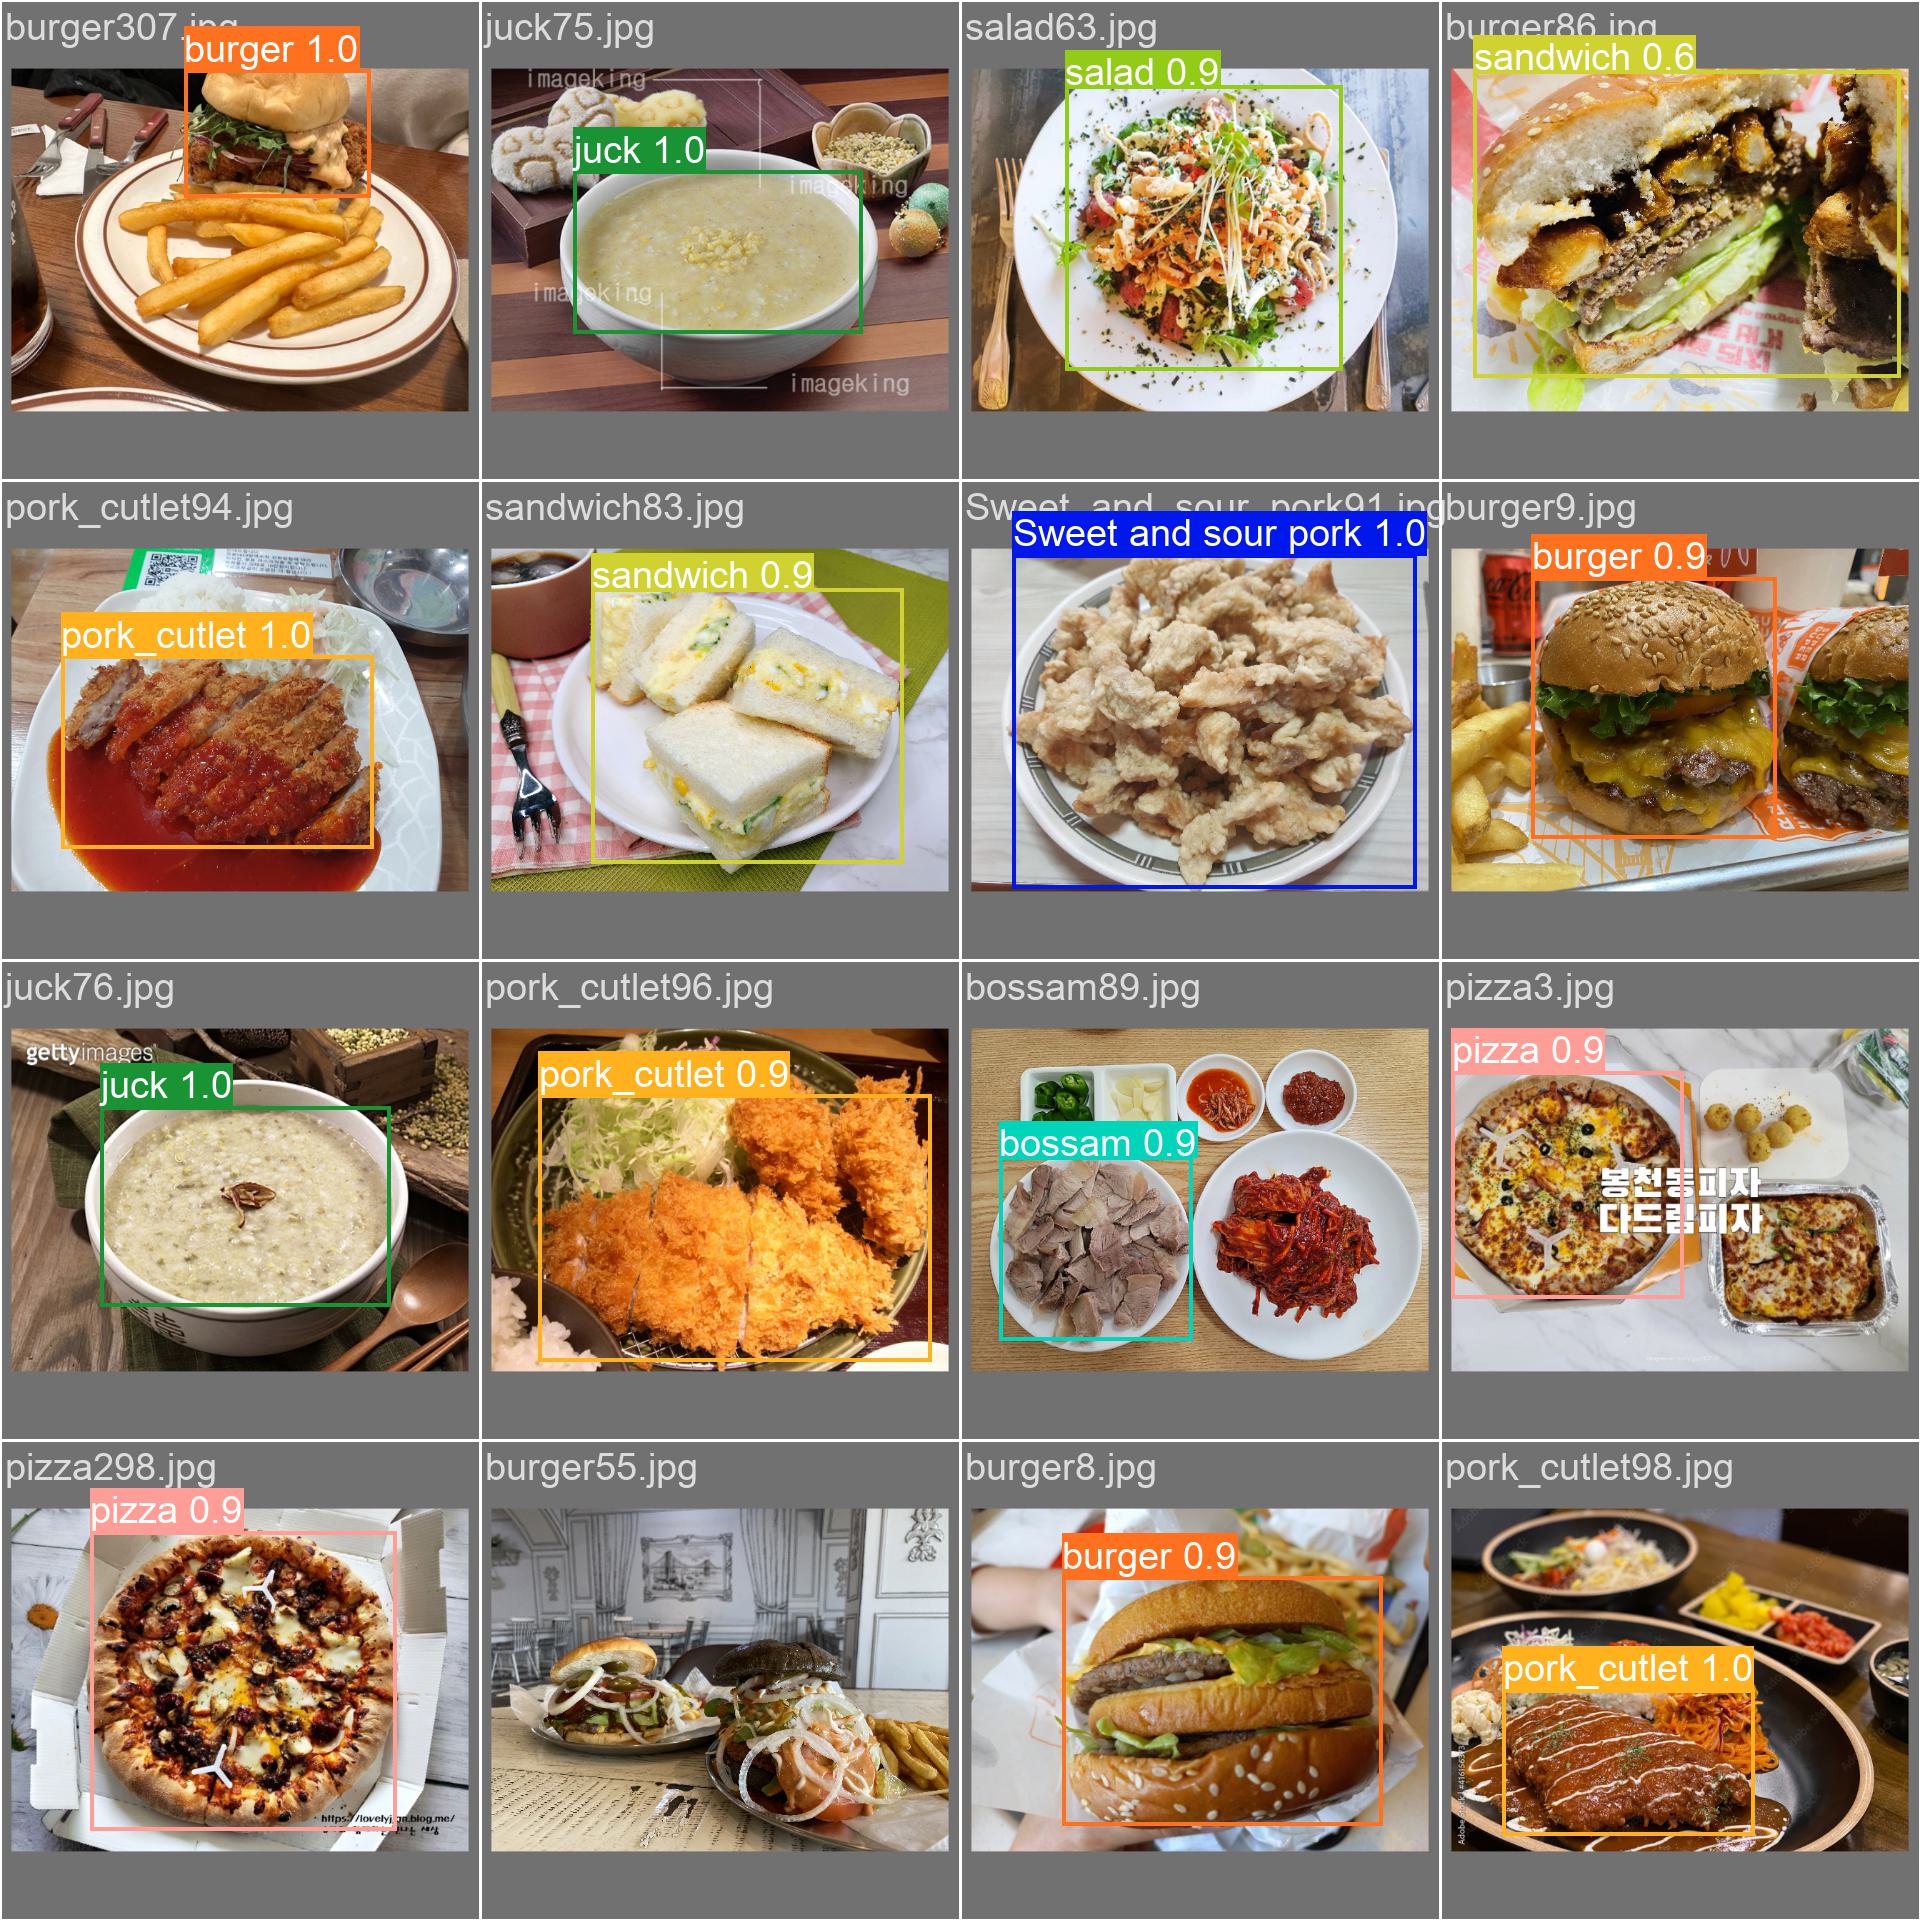 burger307.jpg
burger 1.0
juck75.jpg
imageking
juck 1.0
imageking
imageking
imageking
salad63.jpg
salad 0.9
burger86.jpg
sandwich 0.6
pork_cutlet94.jpg
pork_cutlet 1.0
sandwich83.jpg
sandwich 0.9
Sweet_and_sour_pork91.jpg
Sweet and sour pork 1.0
burger9.jpg
burger 0.9
juck76.jpg
gettyimages
juck 1.0
pork_cutlet96.jpg
pork_cutlet 0.9
bossam89.jpg
bossam 0.9
pizza3.jpg
pizza 0.9
봉천동피자
다드림피자
pizza298.jpg
pizza 0.9
burger55.jpg
burger8.jpg
burger 0.9
pork_cutlet98.jpg
pork_cutlet 1.0
Adobe Stock